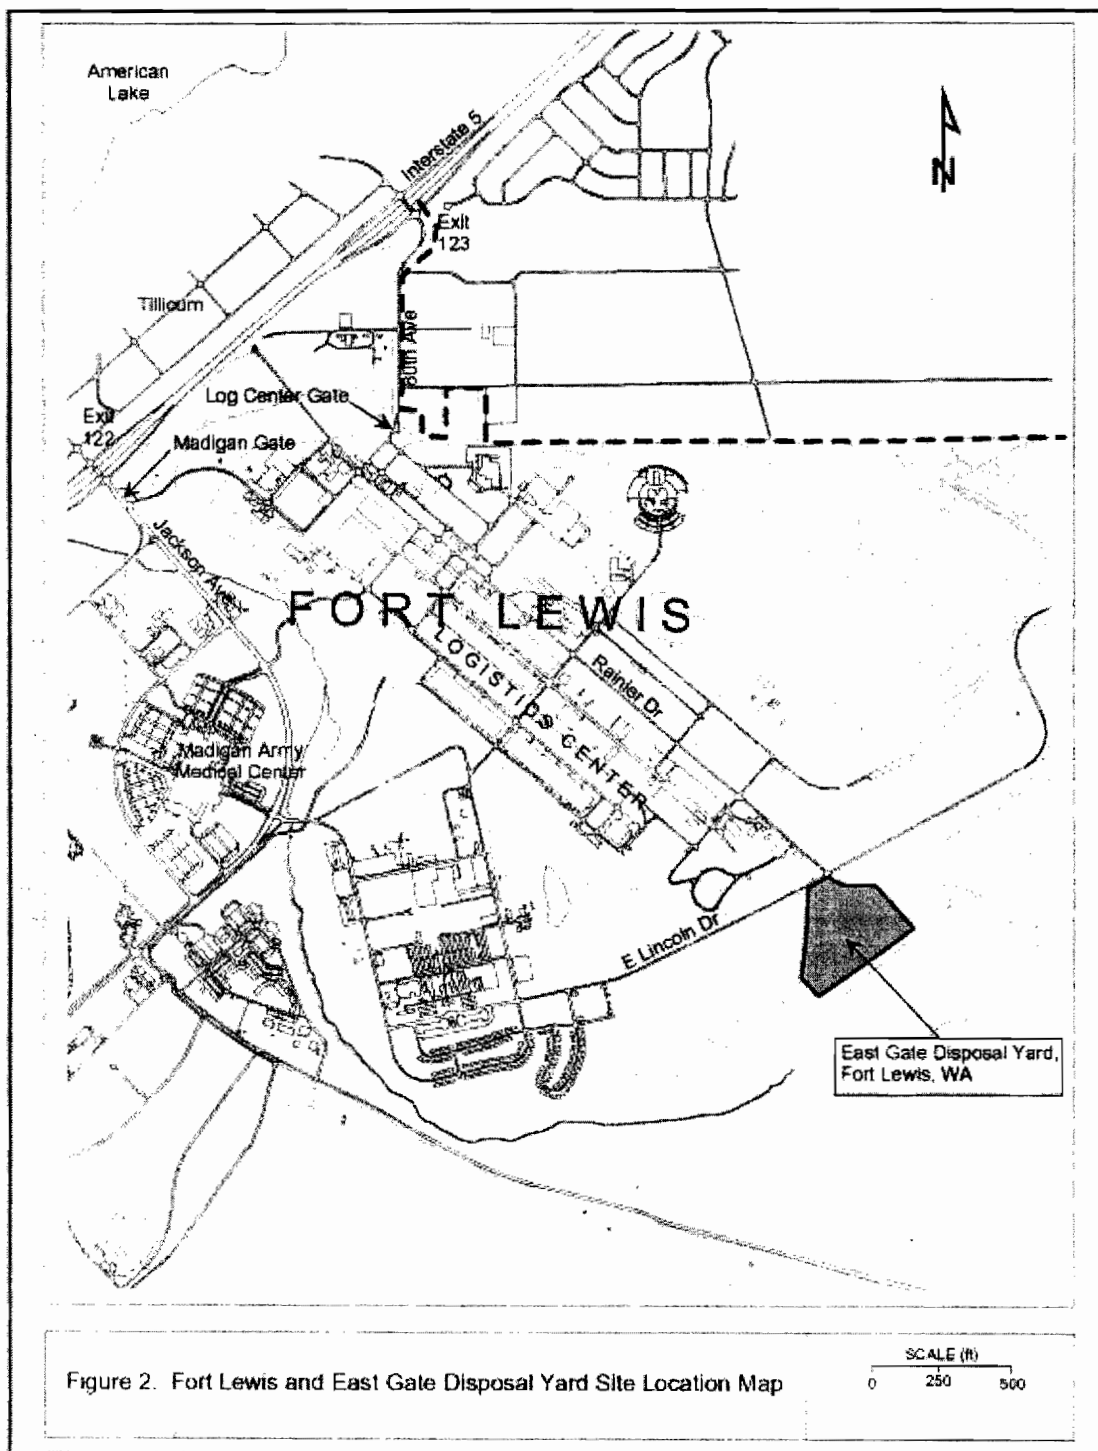 American
Lake
Interstate 5
N
Exit
123
Tillicum
80th Ave
Log Center Gate
Exit
122
Madigan Gate
Jackson Ave
FORT LEWIS
LOGISTICS CENTER
Rainier Dr
Madigan Army
Medical Center
E Lincoln Dr
East Gate Disposal Yard,
Fort Lewis, WA
Figure 2. Fort Lewis and East Gate Disposal Yard Site Location Map
SCALE (ft)
0 250 500